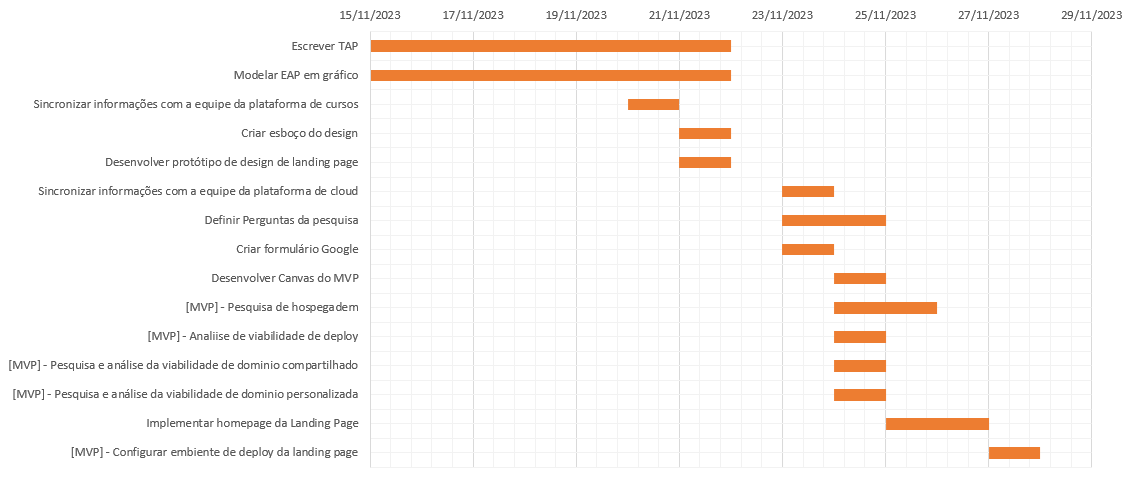 15/11/2023 17/11/2023 19/11/2023 21/11/2023 23/11/2023 25/11/2023 27/11/2023 29/11/2023
Escrever TAP
Modelar EAP em gráfico
Sincronizar informações com a equipe da plataforma de cursos
Criar esboço do design
Desenvolver protótipo de design de landing page
Sincronizar informações com a equipe da plataforma de cloud
Definir Perguntas da pesquisa
Criar formulário Google
Desenvolver Canvas do MVP
[MVP] - Pesquisa de hospegadem
[MVP] - Analiise de viabilidade de deploy
[MVP] - Pesquisa e análise da viabilidade de dominio compartilhado
[MVP] - Pesquisa e análise da viabilidade de dominio personalizada
Implementar homepage da Landing Page
[MVP] - Configurar embiente de deploy da landing page